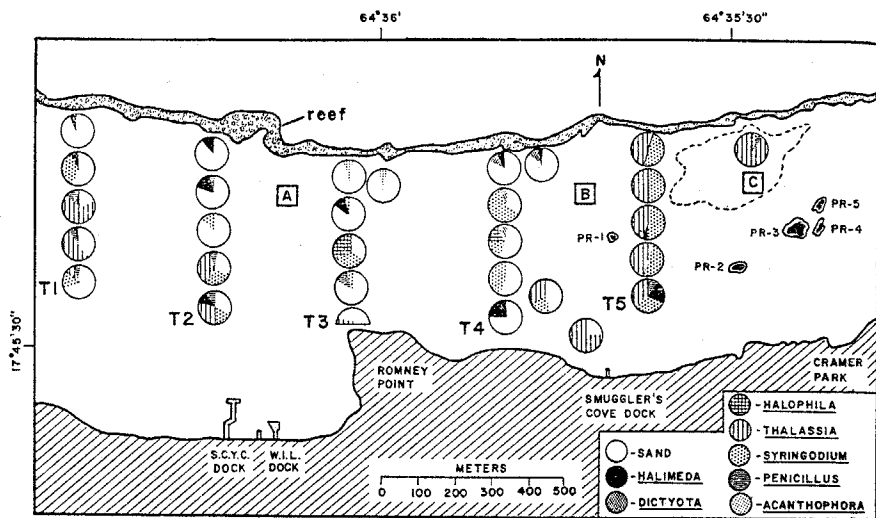 64°36'
64°35'30"
N
reef
A
B
C
PR-1
PR-2
PR-3
PR-4
PR-5
T1
T2
T3
T4
T5
17°45'30"
ROMNEY
POINT
SMUGGLER'S
COVE DOCK
CRAMER
PARK
S.C.Y.C.
DOCK
W.I.L.
DOCK
METERS
0 100 200 300 400 500
-SAND
-HALIMEDA
-DICTYOTA
-HALOPHILA
-THALASSIA
-SYRINGODIUM
-PENICILLUS
-ACANTHOPHORA